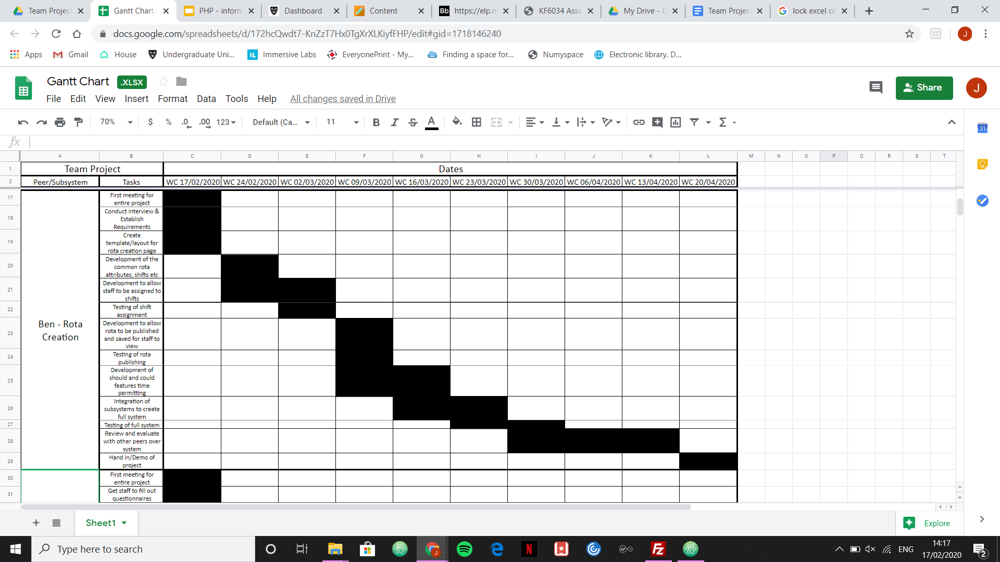 Team Project
Gantt Chart.
PHP - inform
Dashboard
Content
Bb
https://elp.n
KF6034 Asse
My Drive - G
Team Projec
lock excel ce
docs.google.com/spreadsheets/d/172hcQwdt7-KnZzT7Hx0TgXrXLKiyfFHP/edit#gid=1718146240
J
Apps
Gmail
House
Undergraduate Uni...
IL
Immersive Labs
EveryonePrint - My...
Finding a space for...
Numyspace
Electronic library. D...
Gantt Chart
.XLSX
File Edit View Insert Format Data Tools Help All changes saved in Drive
Share
J
70% $ % .0 .00 123 Default (Ca... 11 B I S A Σ
31
fx
A B C D E F G H I J K L M N O P Q R S T
1 Team Project Dates
2 Peer/Subsystem Tasks WC 17/02/2020 WC 24/02/2020 WC 02/03/2020 WC 09/03/2020 WC 16/03/2020 WC 23/03/2020 WC 30/03/2020 WC 06/04/2020 WC 13/04/2020 WC 20/04/2020
Ben - Rota
Creation
17
First meeting for
entire project
18
Conduct Interview &
Establish
Requirements
19
Create
template/layout for
rota creation page
20
Development of the
common rota
attributes, shifts etc
21
Development to allow
staff to be assigned to
shifts
22
Testing of shift
assignment
23
Development to allow
rota to be published
and saved for staff to
view
24
Testing of rota
publishing
25
Development of
should and could
features time
permitting
26
Integration of
subsystems to create
full system
27
Testing of full system
28
Review and evaluate
with other peers over
system
29
Hand in/Demo of
project
30
First meeting for
entire project
31
Get staff to fill out
questionnaires
Sheet1
Explore
Type here to search
N
Fz
ENG
14:17
17/02/2020
2